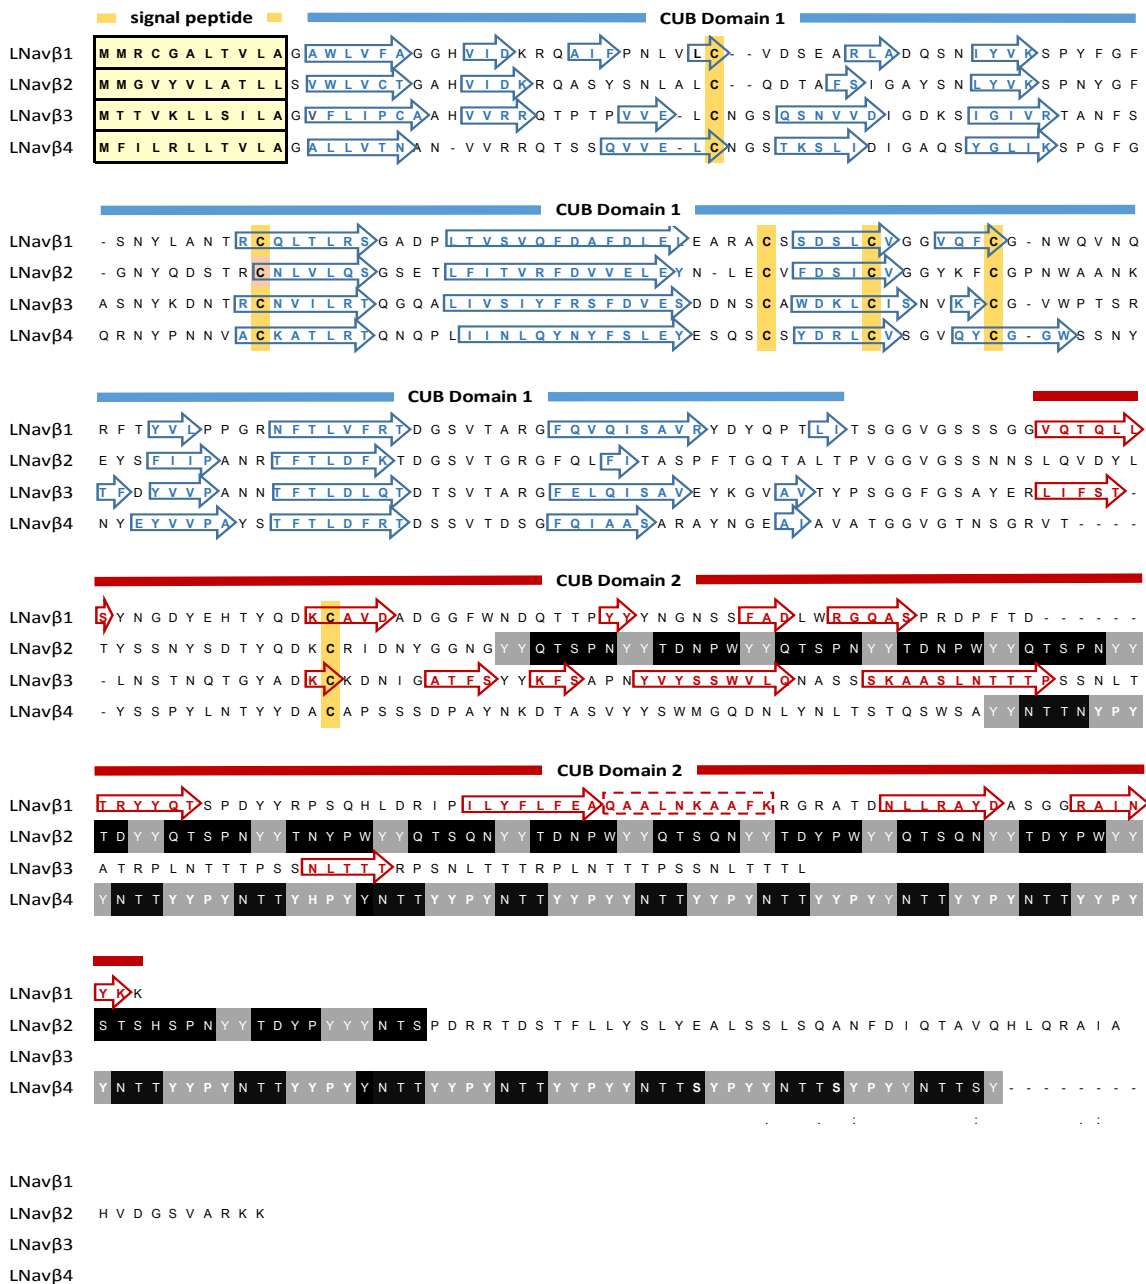 signal peptide CUB Domain 1
LNavβ1 M M R C G A L T V L A G A W L V F A G G H V I D K R Q A I F P N L V L C - - V D S E A R L A D Q S N I Y V K S P Y F G F
LNavβ2 M M G V Y V L A T L L S V W L V C T G A H V I D K R Q A S Y S N L A L C - - Q D T A F S I G A Y S N L Y V K S P N Y G F
LNavβ3 M T T V K L L S I L A G V F L I P C A A H V V R R Q T P T P V V E - L C N G S Q S N V V D I G D K S I G I V R T A N F S
LNavβ4 M F I L R L L T V L A G A L L V T N A N - V V R R Q T S S Q V V E - L C N G S T K S L I D I G A Q S Y G L I K S P G F G
CUB Domain 1
LNavβ1 - S N Y L A N T R C Q L T L R S G A D P L T V S V Q F D A F D L E L E A R A C S S D S L C V G G V Q F C G - N W Q V N Q
LNavβ2 - G N Y Q D S T R C N L V L Q S G S E T L F I T V R F D V V E L E Y N - L E C V F D S I C V G G Y K F C G P N W A A N K
LNavβ3 A S N Y K D N T R C N V I L R T Q G Q A L I V S I Y F R S F D V E S D D N S C A W D K L C I S N V K F C G - V W P T S R
LNavβ4 Q R N Y P N N V A C K A T L R T Q N Q P L I I N L Q Y N Y F S L E Y E S Q S C S Y D R L C V S G V Q Y C G - G W S S N Y
CUB Domain 1
LNavβ1 R F T Y V L P P G R N F T L V F R T D G S V T A R G F Q V Q I S A V R Y D Y Q P T L I T S G G V G S S S G G V Q T Q L L
LNavβ2 E Y S F I I P A N R T F T L D F K T D G S V T G R G F Q L F I T A S P F T G Q T A L T P V G G V G S S N N S L Q V D Y L
LNavβ3 T F D Y V V P A N N T F T L D L Q T D T S V T A R G F E L Q I S A V E Y K G V A V T Y P S G G F G S A Y E R L I F S T -
LNavβ4 N Y E Y V V P A Y S T F T L D F R T D S S V T D S G F Q I A A S A R A Y N G E A I A V A T G G V G T N S G R V T - - - -
CUB Domain 2
LNavβ1 S Y N G D Y E H T Y Q D K C A V D A D G G F W N D Q T T P Y Y Y N G N S S F A D L W R G Q A S P R D P F T D - - - - - -
LNavβ2 T Y S S N Y S D T Y Q D K C R I D N Y G G N G Y Y Q T S P N Y Y T D N P W Y Y Q T S P N Y Y T D N P W Y Y Q T S P N Y Y
LNavβ3 - L N S T N Q T G Y A D K C K D N I G A T F S Y Y K F S A P N Y V Y S S W V L Q N A S S S K A A S L N T T T P S S N L T
LNavβ4 - Y S S P Y L N T Y Y D A C A P S S S D P A Y N K D T A S V Y Y S W M G Q D N L Y N L T S T Q S W S A Y Y N T T N Y P Y
CUB Domain 2
LNavβ1 T R Y Y Q T S P D Y Y R P S Q H L D R I P I L Y F L F E A Q A A L N K A A F K R G R A T D N L L R A Y D A S G G R A I N
LNavβ2 T D Y Y Q T S P N Y Y T N Y P W Y Y Q T S Q N Y Y T D N P W Y Y Q T S Q N Y Y T D Y P W Y Y Q T S Q N Y Y T D Y P W Y Y
LNavβ3 A T R P L N T T T P S S N L T T T R P S N L T T T R P L N T T T P S S N L T T T L
LNavβ4 Y N T T Y Y P Y N T T Y H P Y Y N T T Y Y P Y N T T Y Y P Y Y N T T Y Y P Y N T T Y Y P Y Y N T T Y Y P Y N T T Y Y P Y
LNavβ1 Y K K
LNavβ2 S T S H S P N Y Y T D Y P Y Y Y N T S P D R R T D S T F L L Y S L Y E A L S S L S Q A N F D I Q T A V Q H L Q R A I A
LNavβ3
LNavβ4 Y N T T Y Y P Y N T T Y Y P Y Y N T T Y Y P Y N T T Y Y P Y Y N T T S Y P Y Y N T T S Y P Y Y N T T S Y - - - - - - - -
. . : : . :
LNavβ1
LNavβ2 H V D G S V A R K K
LNavβ3
LNavβ4